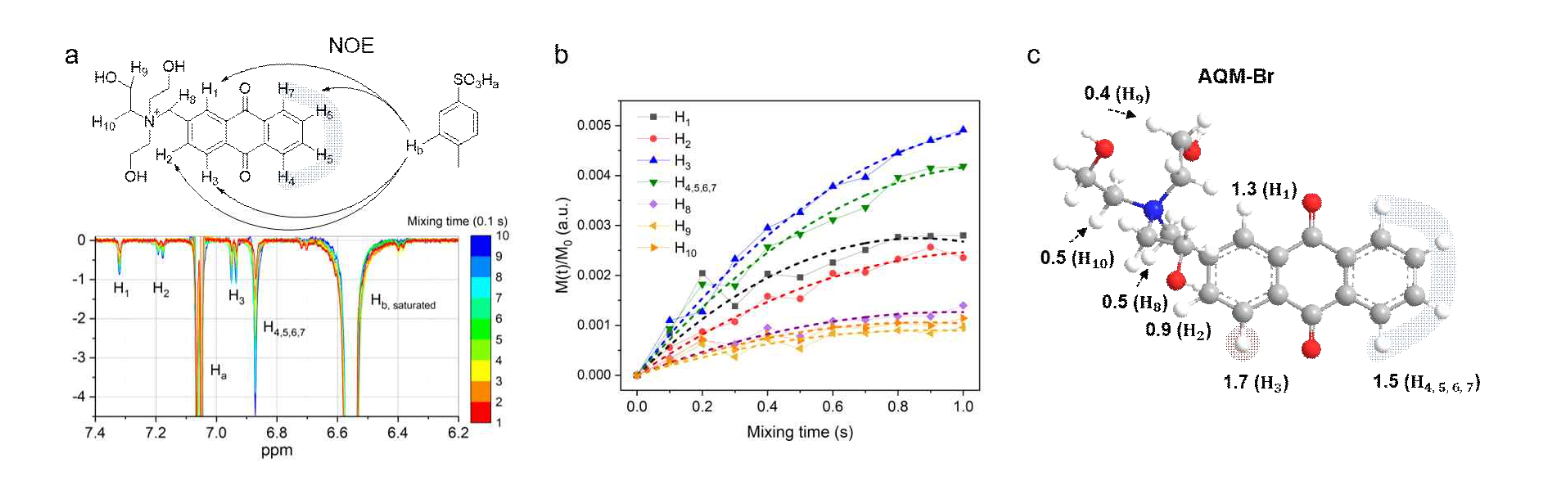 a
NOE
HO
H9
OH
H8
H1
O
H7
H6
N+
H10
H2
H3
O
H4
H5
OH
Hb
SO3Ha
Mixing time (0.1 s)
0
-1
-2
-3
-4
H1
H2
H3
H4,5,6,7
Ha
Hb, saturated
10
9
8
7
6
5
4
3
2
1
7.4 7.2 7.0 6.8 6.6 6.4 6.2
ppm
b
M(t)/M0 (a.u.)
0.005
0.004
0.003
0.002
0.001
0.000
H1
H2
H3
H4,5,6,7
H8
H9
H10
0.0 0.2 0.4 0.6 0.8 1.0
Mixing time (s)
c
AQM-Br
0.4 (H9)
1.3 (H1)
0.5 (H10)
0.5 (H8)
0.9 (H2)
1.7 (H3)
1.5 (H4, 5, 6, 7)